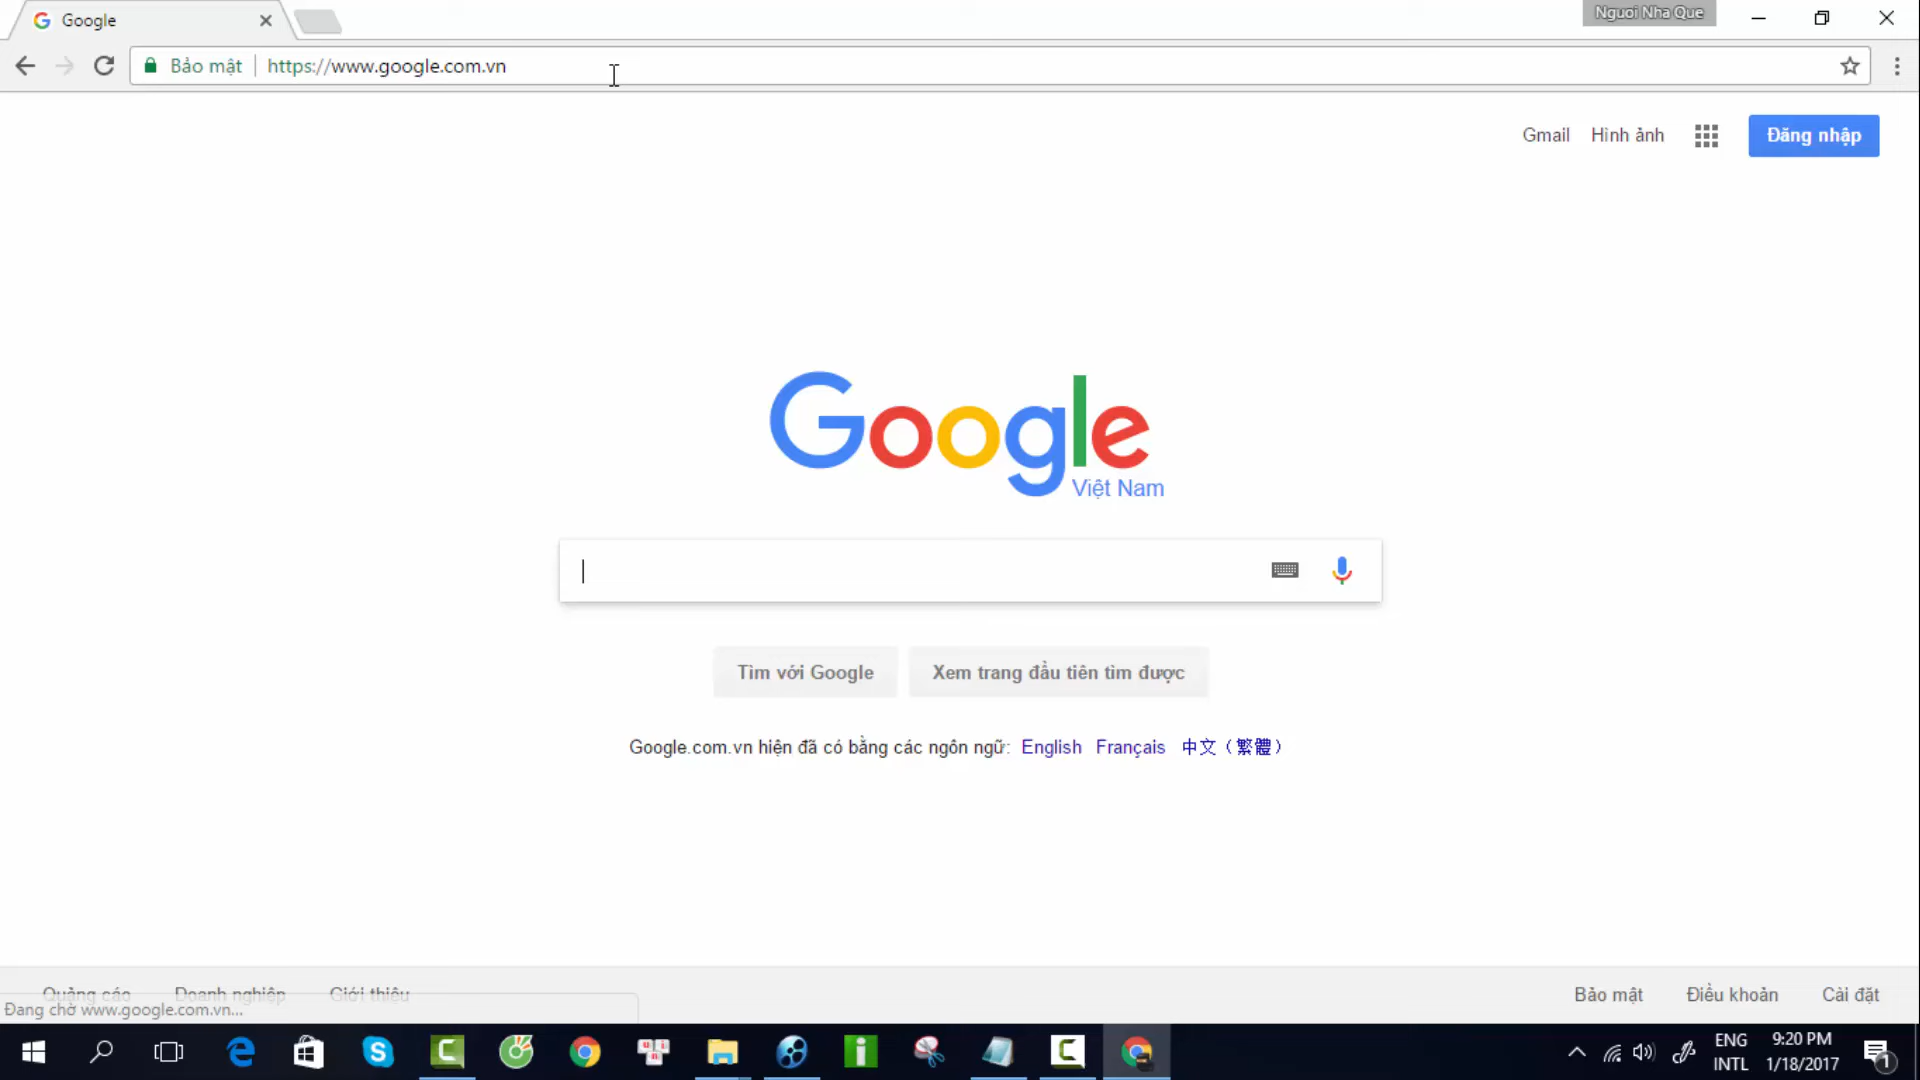 Google
Nguoi Nha Que
Bảo mật
https://www.google.com.vn
Gmail Hình ảnh
Đăng nhập
Google
Việt Nam
Tìm với Google
Xem trang đầu tiên tìm được
Google.com.vn hiện đã có bằng các ngôn ngữ: English Français 中文（繁體）
Quảng cáo Doanh nghiệp Giới thiệu
Bảo mật Điều khoản Cài đặt
Đang chờ www.google.com.vn...
ENG
INTL
9:20 PM
1/18/2017
1